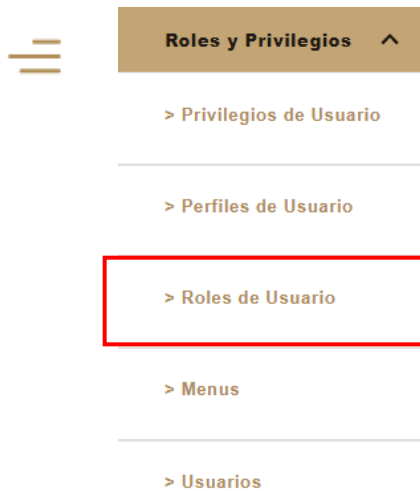 Roles y Privilegios
> Privilegios de Usuario
> Perfiles de Usuario
> Roles de Usuario
> Menus
> Usuarios